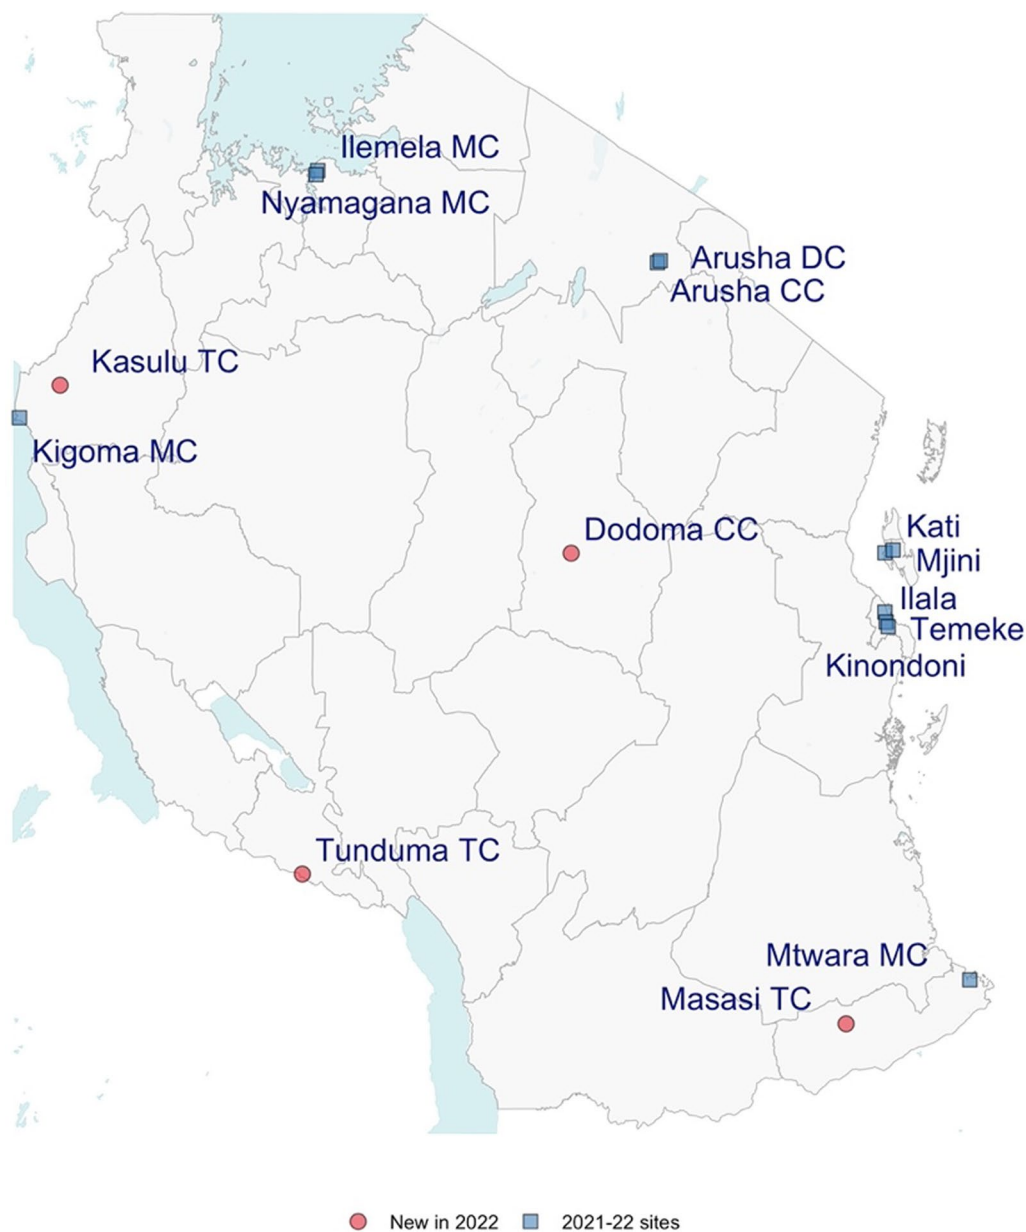 Ilemela MC
Nyamagana MC
Arusha DC
Arusha CC
Kasulu TC
Kigoma MC
Dodoma CC
Kati
Mjini
Ilala
Temeke
Kinondoni
Tunduma TC
Mtwara MC
Masasi TC
New in 2022 2021-22 sites